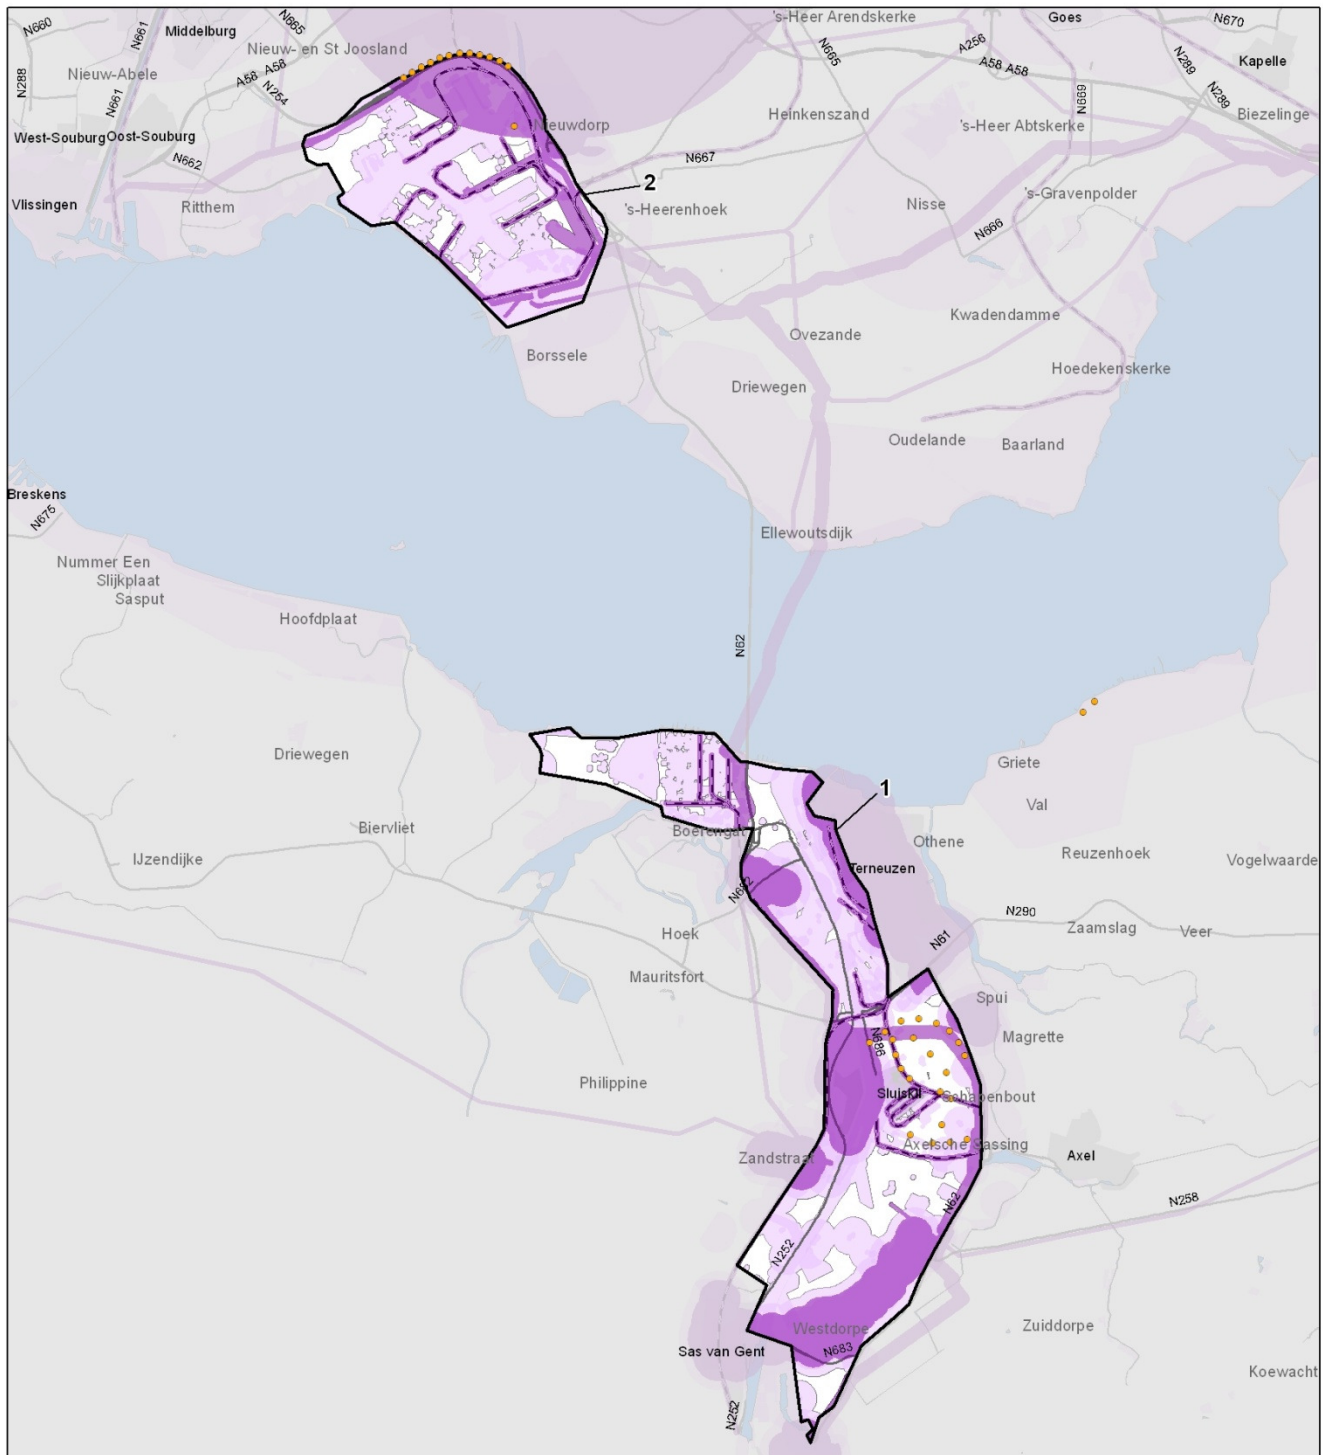 N660
N661
Middelburg
N665
's-Heer Arendskerke
Goes
N670
Nieuw- en St Joosland
N665
A256
N289
Kapelle
N288
Nieuw-Abele
A58 A58
A58 A58
N661
N254
N669
N289
Heinkenszand
Biezelinge
West-Souburg
Oost-Souburg
Nieuwdorp
's-Heer Abtskerke
N662
N667
2
's-Gravenpolder
Vlissingen
Ritthem
's-Heerenhoek
Nisse
N666
Kwadendamme
Ovezande
Borssele
Hoedekenskerke
Driewegen
Oudelande
Baarland
Breskens
N675
Ellewoutsdijk
Nummer Een
Slijkplaat
Sasput
Hoofdplaat
N62
Driewegen
Griete
1
Val
Biervliet
Boerengat
Othene
IJzendijke
Reuzenhoek
Vogelwaarde
Terneuzen
N682
N290
Zaamslag
Veer
Hoek
N61
Mauritsfort
Spui
Magrette
N686
Philippine
Sluiskil
Schapenbout
Axelsche Sassing
Zandstraat
Axel
N62
N258
N252
Westdorpe
Zuiddorpe
Sas van Gent
N683
Koewacht
N252